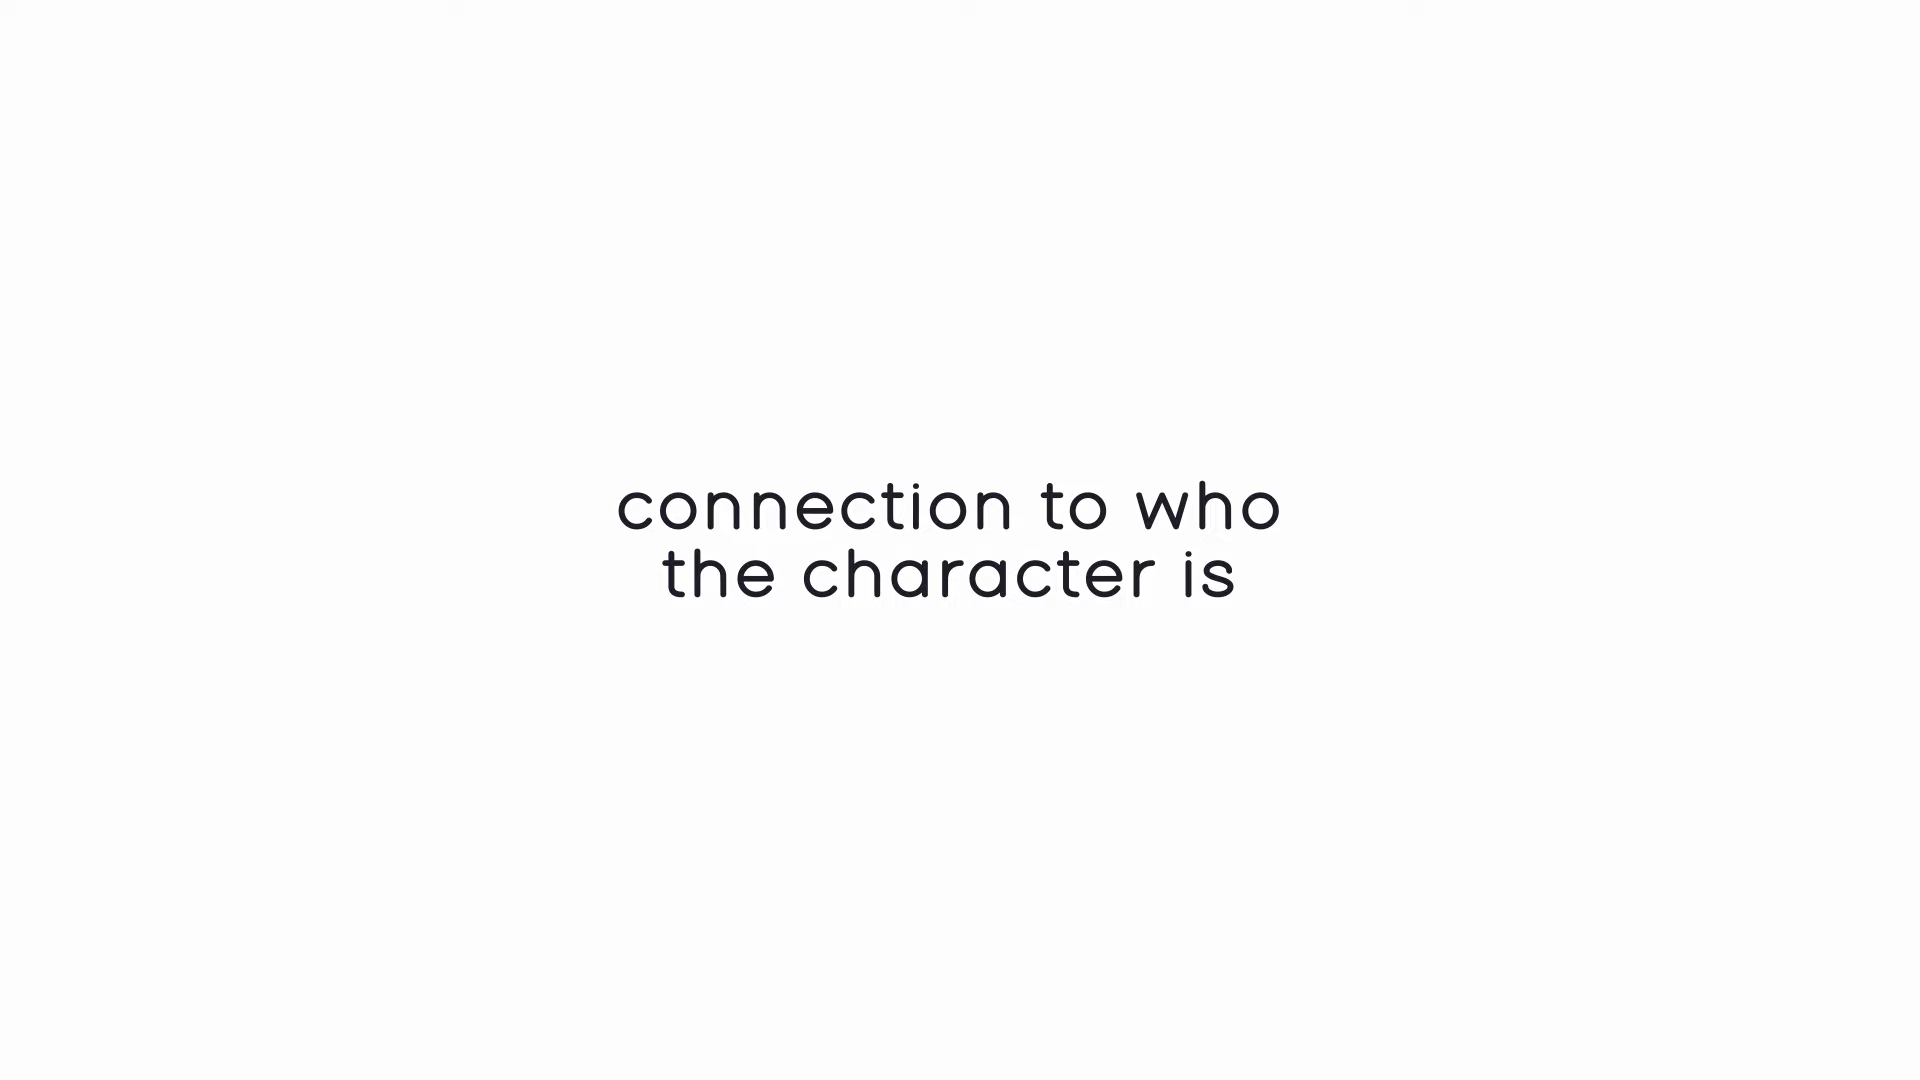 connection to who
the character is